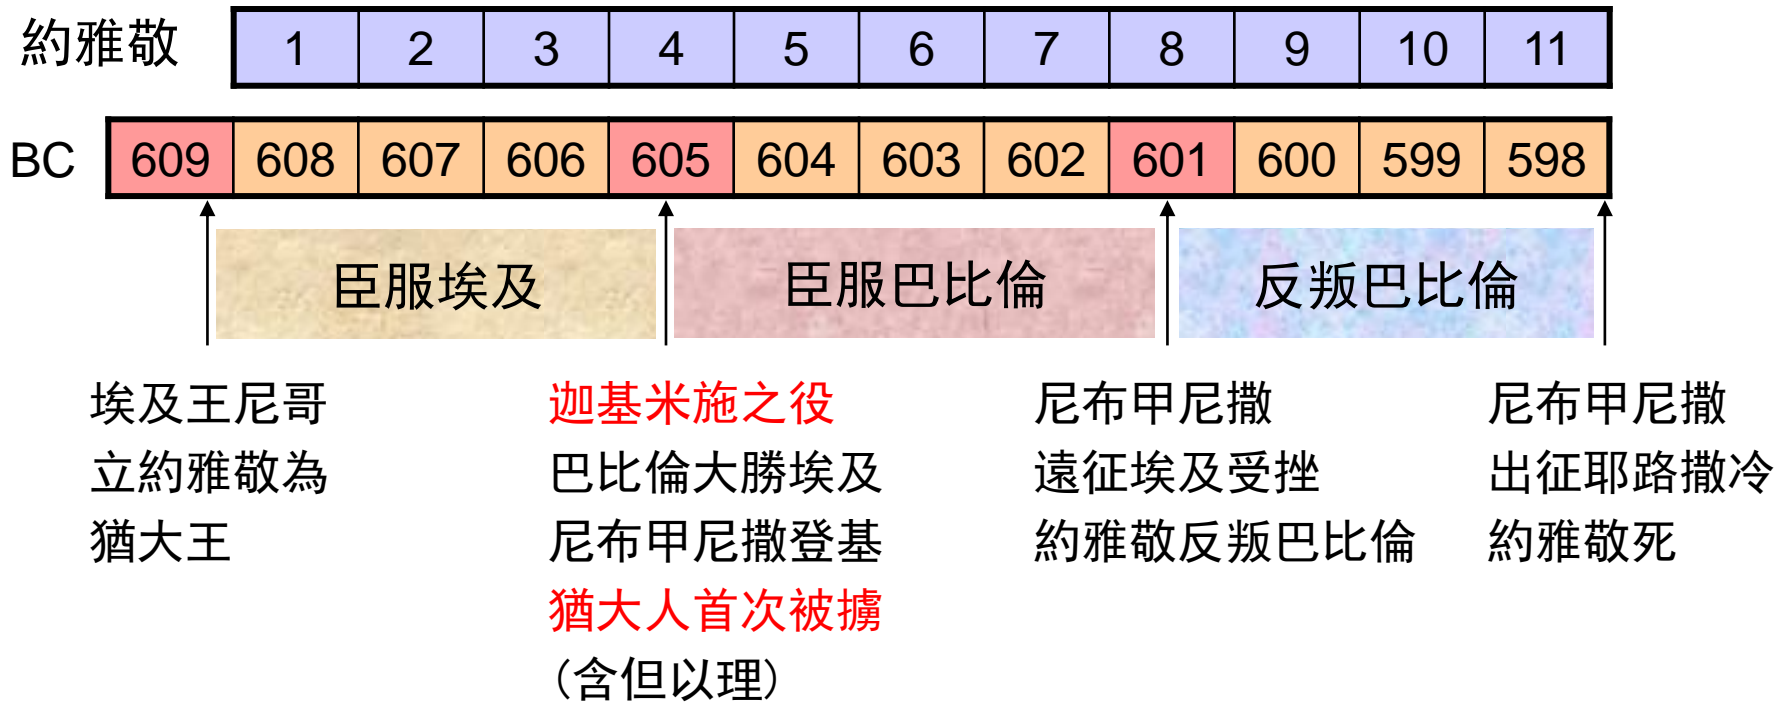 約雅敬 1 2 3 4 5 6 7 8 9 10 11
BC 609 608 607 606 605 604 603 602 601 600 599 598
臣服埃及 臣服巴比倫 反叛巴比倫
埃及王尼哥
立約雅敬為
猶大王
迦基米施之役
巴比倫大勝埃及
尼布甲尼撒登基
猶大人首次被擄
(含但以理)
尼布甲尼撒
遠征埃及受挫
約雅敬反叛巴比倫
尼布甲尼撒
出征耶路撒冷
約雅敬死